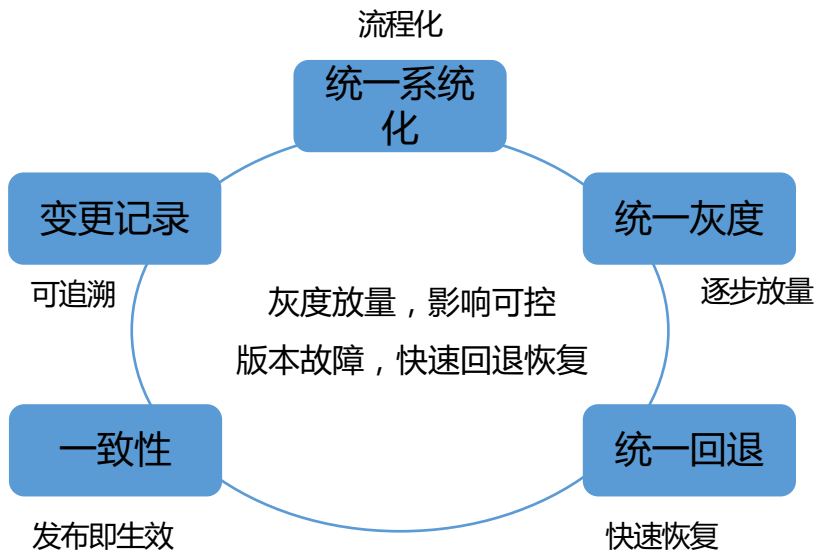 流程化
统一系统
化
变更记录
统一灰度
可追溯
逐步放量
灰度放量，影响可控
版本故障，快速回退恢复
一致性
统一回退
发布即生效
快速恢复